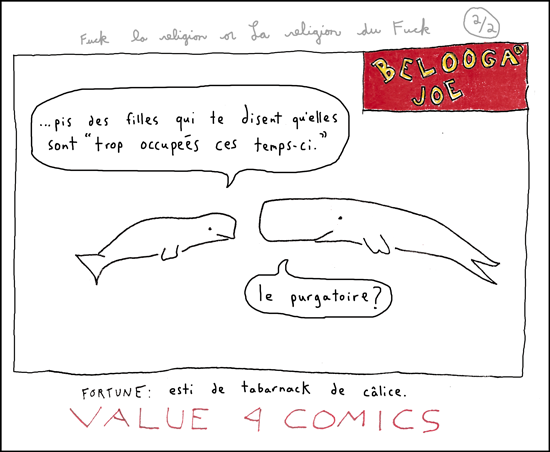 Fuck la religion or La religion du Fuck
2/2
BELOOGA
JOE
...pis des filles qui te disent qu'elles
sont "trop occupées ces temps-ci."
le purgatoire?
FORTUNE: esti de tabarnack de câlice.
VALUE 4 COMICS